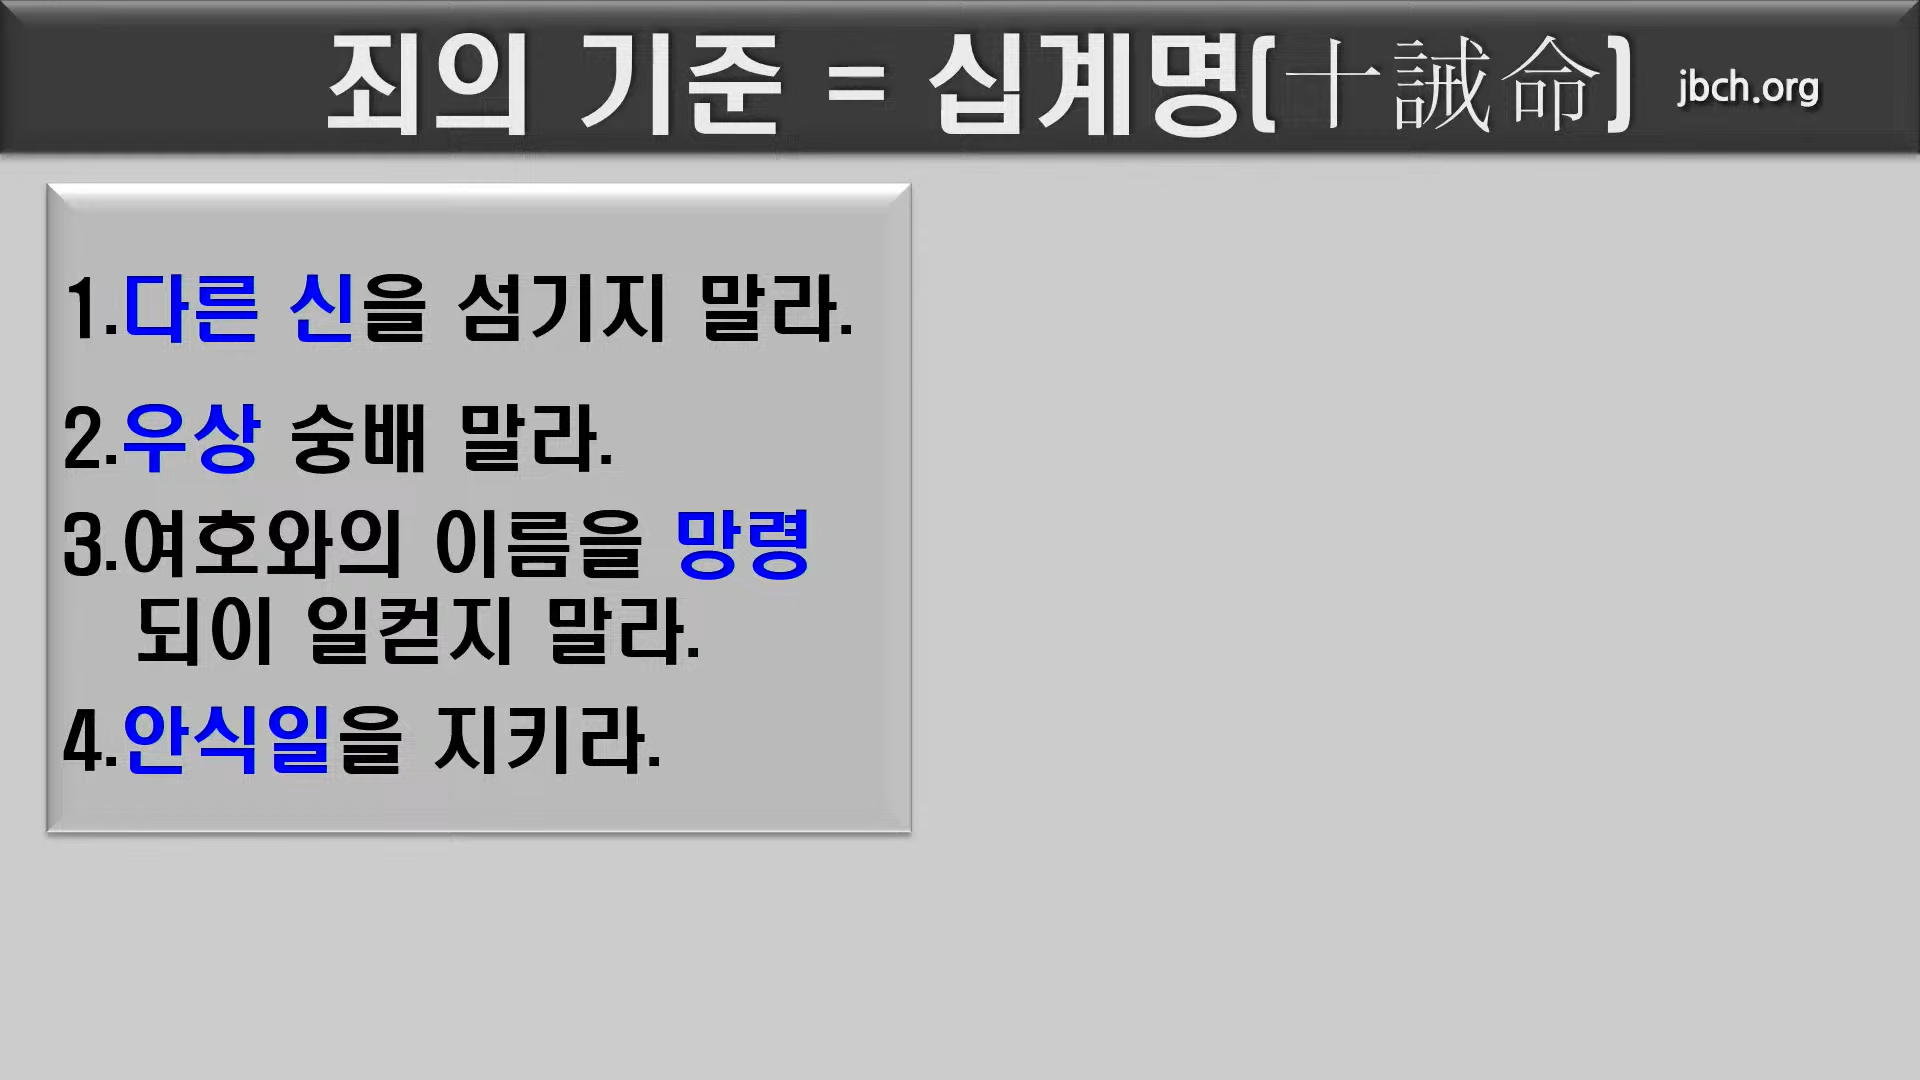 죄의 기준 = 십계명(十誡命) jbch.org
1.다른 신을 섬기지 말라.
2.우상 숭배 말라.
3.여호와의 이름을 망령
되이 일컫지 말라.
4.안식일을 지키라.